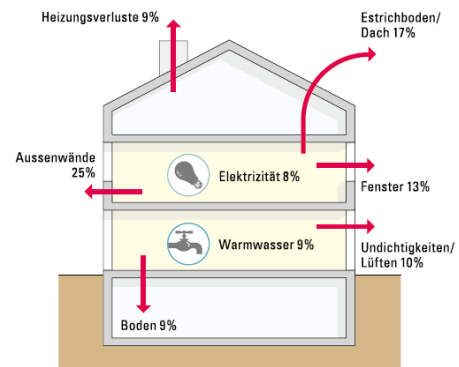 Heizungsverluste 9%
Estrichboden/
Dach 17%
Aussenwände
25%
Elektrizität 8%
Fenster 13%
Warmwasser 9%
Undichtigkeiten/
Lüften 10%
Boden 9%